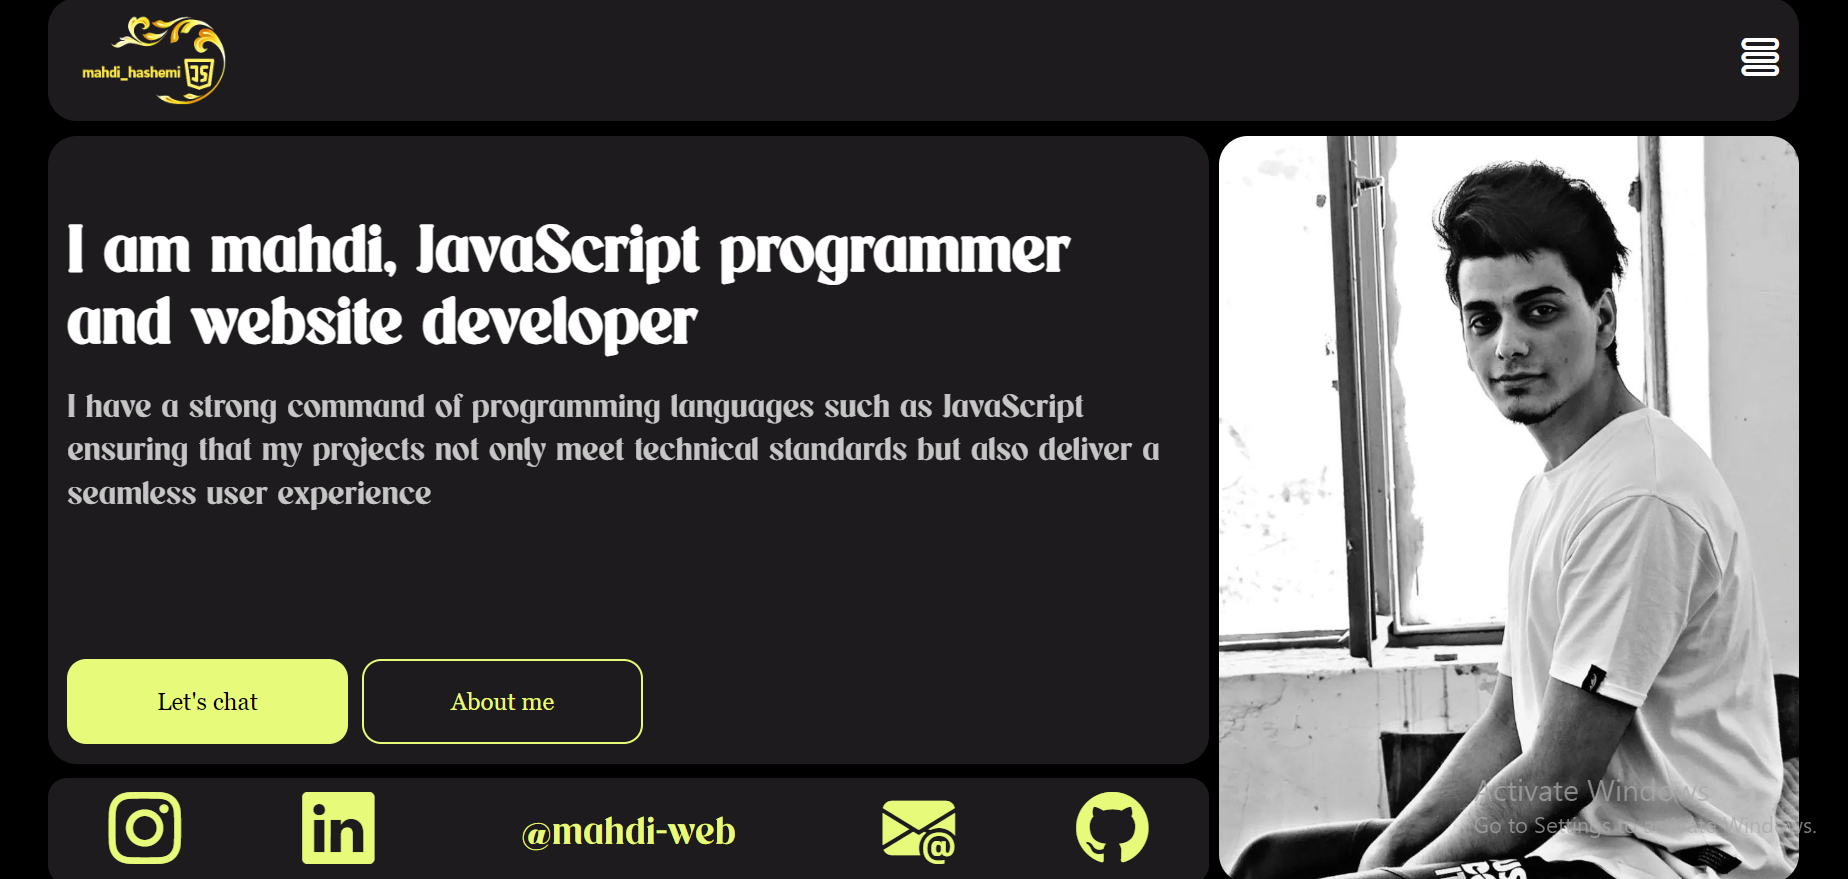 mahdi_hashemi JS
I am mahdi, JavaScript programmer
and website developer
I have a strong command of programming languages such as JavaScript
ensuring that my projects not only meet technical standards but also deliver a
seamless user experience
Let's chat
About me
in
@mahdi-web
@
Activate Windows
Go to Settings to activate Windows.